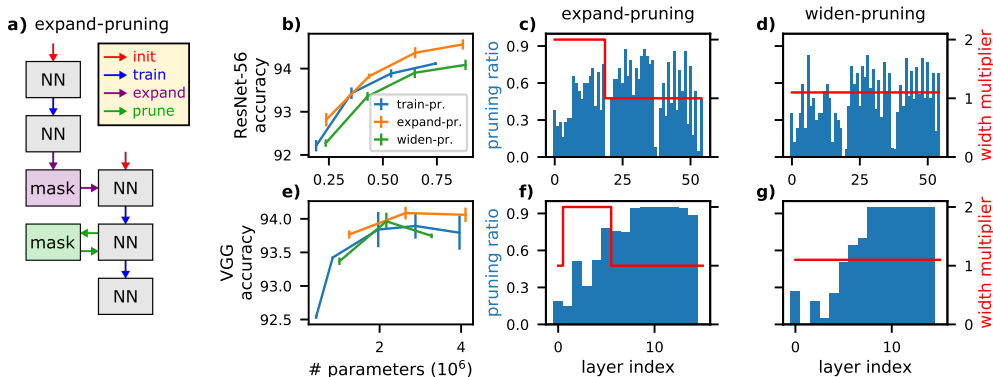 a) expand-pruning
init
train
expand
prune
NN
NN
mask
NN
mask
NN
NN
b)
ResNet-56
accuracy
94
93
92
0.25
0.50
0.75
train-pr.
expand-pr.
widen-pr.
c)
expand-pruning
pruning ratio
0.9
0.6
0.3
0.0
0
25
50
d)
widen-pruning
0
25
50
2
1
0
width multiplier
e)
VGG
accuracy
94.0
93.5
93.0
92.5
2
4
# parameters (10⁶)
f)
pruning ratio
0.9
0.6
0.3
0.0
0
10
layer index
g)
0
10
layer index
2
1
0
width multiplier